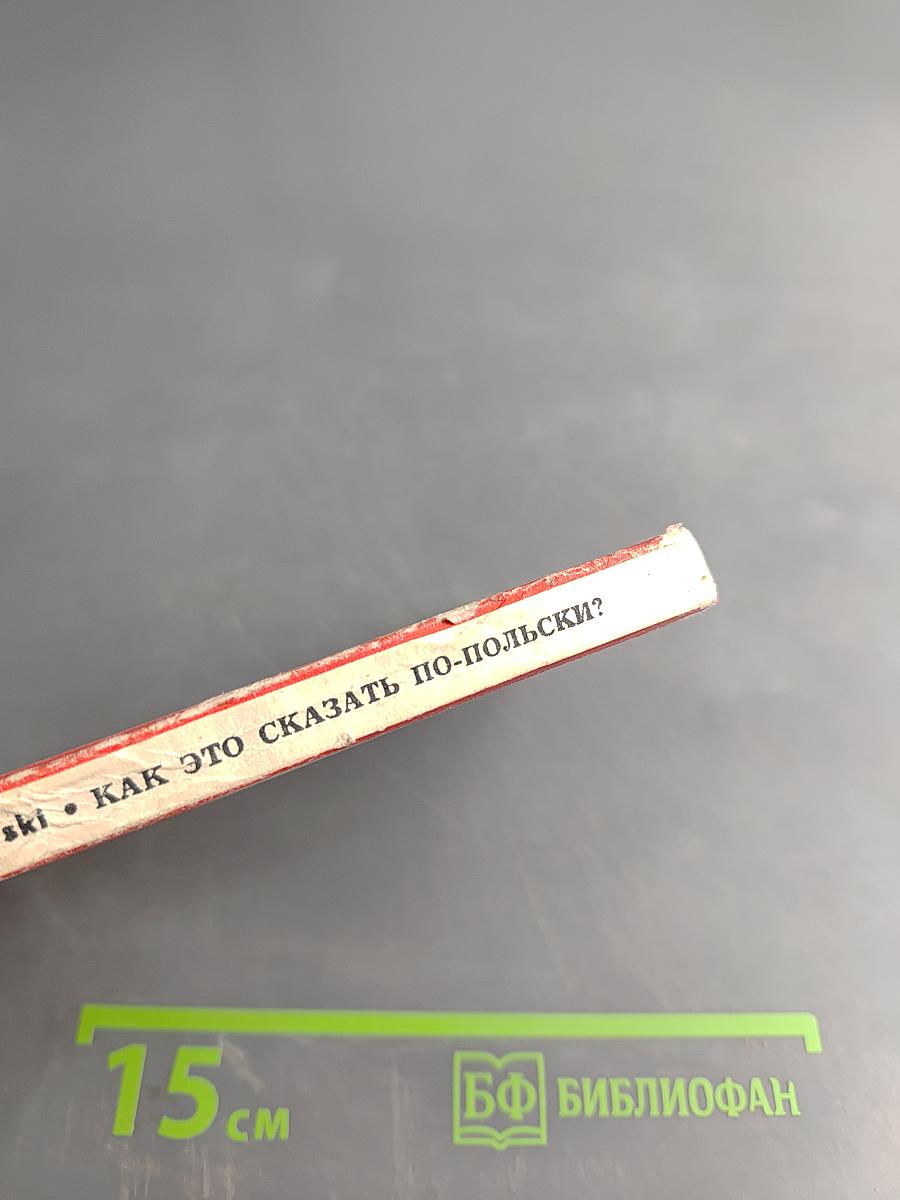 ski • КАК ЭТО СКАЗАТЬ ПО-ПОЛЬСКИ?
15 см
БФ БИБЛИОФАН